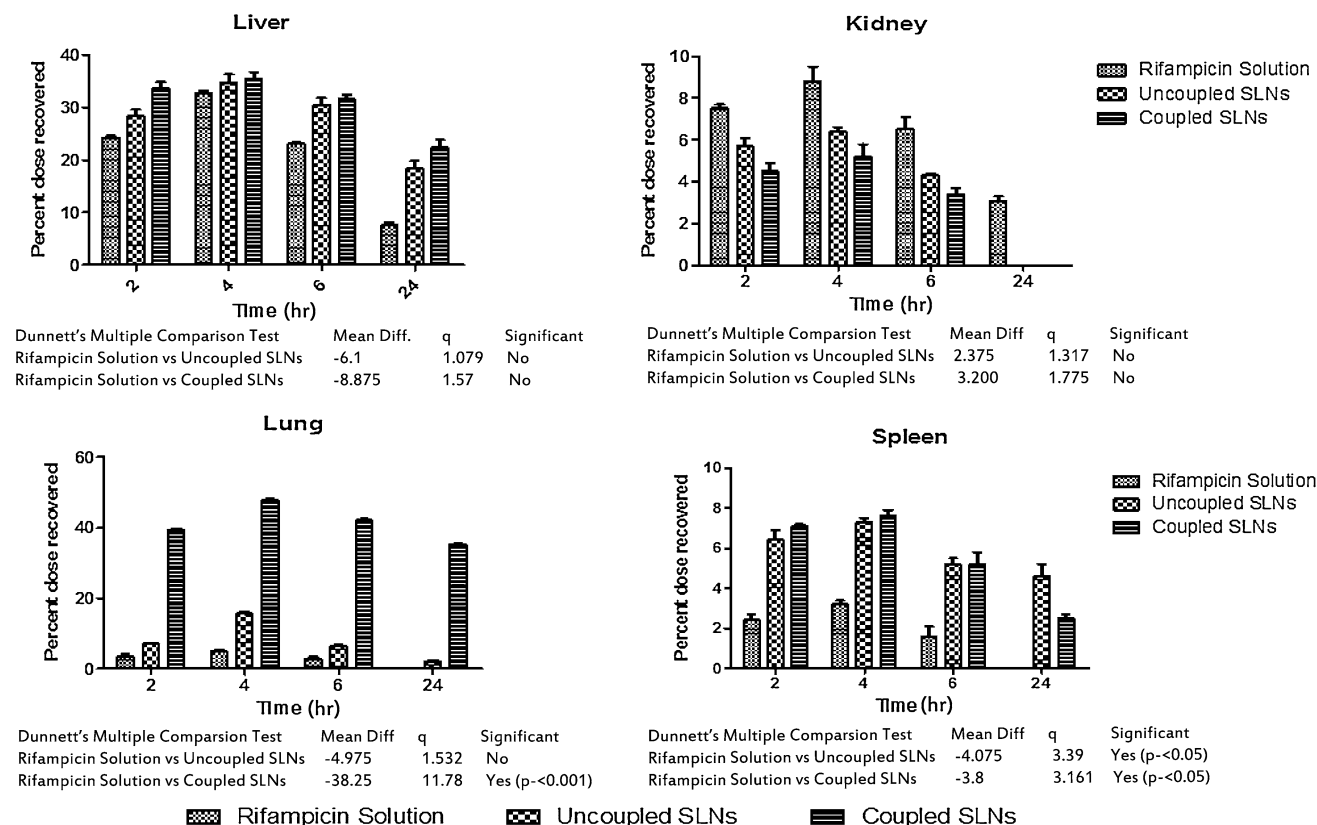 Liver
Percent dose recovered
40
30
20
10
0
2
4
6
24
Time (hr)
Dunnett's Multiple Comparison Test Mean Diff. q Significant
Rifampicin Solution vs Uncoupled SLNs -6.1 1.079 No
Rifampicin Solution vs Coupled SLNs -8.875 1.57 No
Kidney
Percent dose recovered
10
8
6
4
2
0
2
4
6
24
Time (hr)
Rifampicin Solution
Uncoupled SLNs
Coupled SLNs
Dunnett's Multiple Comparsion Test Mean Diff q Significant
Rifampicin Solution vs Uncoupled SLNs 2.375 1.317 No
Rifampicin Solution vs Coupled SLNs 3.200 1.775 No
Lung
Percent dose recovered
60
40
20
0
2
4
6
24
Time (hr)
Dunnett's Multiple Comparsion Test Mean Diff q Significant
Rifampicin Solution vs Uncoupled SLNs -4.975 1.532 No
Rifampicin Solution vs Coupled SLNs -38.25 11.78 Yes (p-<0.001)
Spleen
Percent dose recovered
10
8
6
4
2
0
2
4
6
24
Time (hr)
Rifampicin Solution
Uncoupled SLNs
Coupled SLNs
Dunnett's Multiple Comparsion Test Mean Diff q Significant
Rifampicin Solution vs Uncoupled SLNs -4.075 3.39 Yes (p-<0.05)
Rifampicin Solution vs Coupled SLNs -3.8 3.161 Yes (p-<0.05)
Rifampicin Solution Uncoupled SLNs Coupled SLNs